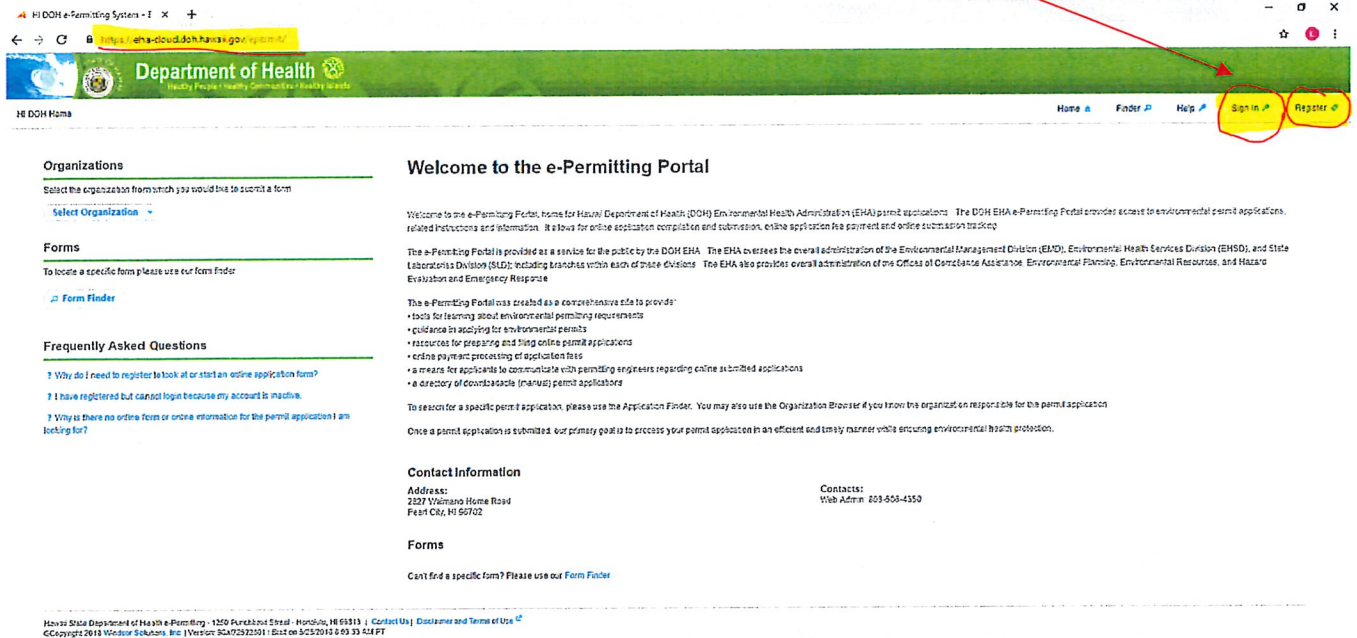 HI DOH e-Permitting System - E
https://eha-cloud.doh.hawaii.gov/epermit/
Department of Health
Healthy People • Healthy Communities • Healthy Islands
HI DOH Home
Home
Finder
Help
Sign In
Register
Organizations
Select the organization from which you would like to submit a form
Select Organization
Forms
To locate a specific form please use our form finder
Form Finder
Frequently Asked Questions
? Why do I need to register to look at or start an online application form?
? I have registered but cannot login because my account is inactive.
? Why is there no online form or online information for the permit application I am
looking for?
Welcome to the e-Permitting Portal
Welcome to the e-Permitting Portal, home for Hawaii Department of Health (DOH) Environmental Health Administration (EHA) permit applications. The DOH EHA e-Permitting Portal provides access to environmental permit applications,
related instructions and information. It allows for online application compilation and submission, online application fee payment and online submission tracking.
The e-Permitting Portal is provided as a service for the public by the DOH EHA. The EHA oversees the overall administration of the Environmental Management Division (EMD), Environmental Health Services Division (EHSD), and State
Laboratories Division (SLD); including branches within each of these divisions. The EHA also provides overall administration of the Offices of Compliance Assistance, Environmental Planning, Environmental Resources, and Hazard
Evaluation and Emergency Response
The e-Permitting Portal was created as a comprehensive site to provide:
• tools for learning about environmental permitting requirements
• guidance in applying for environmental permits
• resources for preparing and filing online permit applications
• online payment processing of application fees
• a means for applicants to communicate with permitting engineers regarding online submitted applications
• a directory of downloadable (manual) permit applications
To search for a specific permit application, please use the Application Finder. You may also use the Organization Browser if you know the organization responsible for the permit application
Once a permit application is submitted, our primary goal is to process your permit application in an efficient and timely manner while ensuring environmental health protection.
Contact Information
Address:
2827 Waimano Home Road
Pearl City, HI 96782
Contacts:
Web Admin:
Forms
Can't find a specific form? Please use our Form Finder
Hawaii State Department of Health e-Permitting - 1250 Punchbowl Street - Honolulu, HI 96813 | Contact Us | Disclaimer and Terms of Use
©Copyright 2018 Windsor Solutions, Inc. | Version: